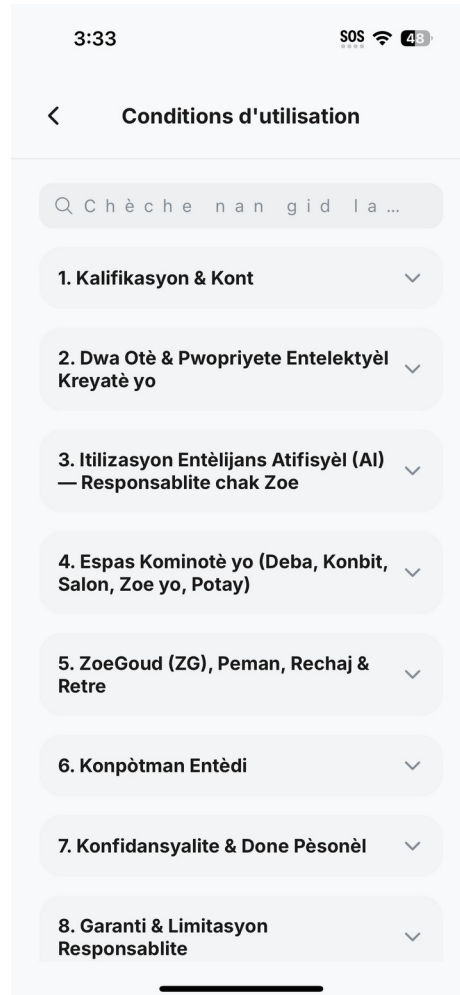 3:33
SOS
48
Conditions d'utilisation
Chèche nan gid la...
1. Kalifikasyon & Kont
2. Dwa Otè & Pwopriyete Entelektyèl
Kreyatè yo
3. Itilizasyon Entèlijans Atifisyèl (AI)
— Responsablite chak Zoe
4. Espas Kominotè yo (Deba, Konbit,
Salon, Zoe yo, Potay)
5. ZoeGoud (ZG), Peman, Rechaj &
Retre
6. Konpòtman Entèdi
7. Konfidansyalite & Done Pèsonèl
8. Garanti & Limitasyon
Responsablite